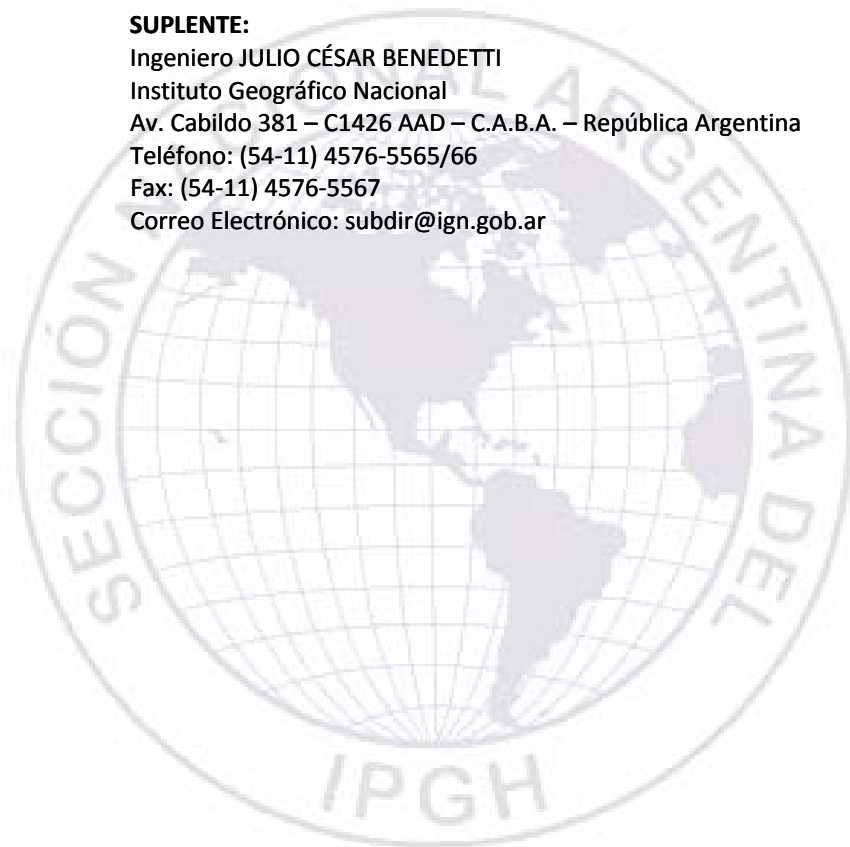 SUPLENTE:
Ingeniero JULIO CÉSAR BENEDETTI
Instituto Geográfico Nacional
Av. Cabildo 381 – C1426 AAD – C.A.B.A. – República Argentina
Teléfono: (54-11) 4576-5565/66
Fax: (54-11) 4576-5567
Correo Electrónico: subdir@ign.gob.ar
SECCIÓN NACIONAL ARGENTINA DEL
IPGH